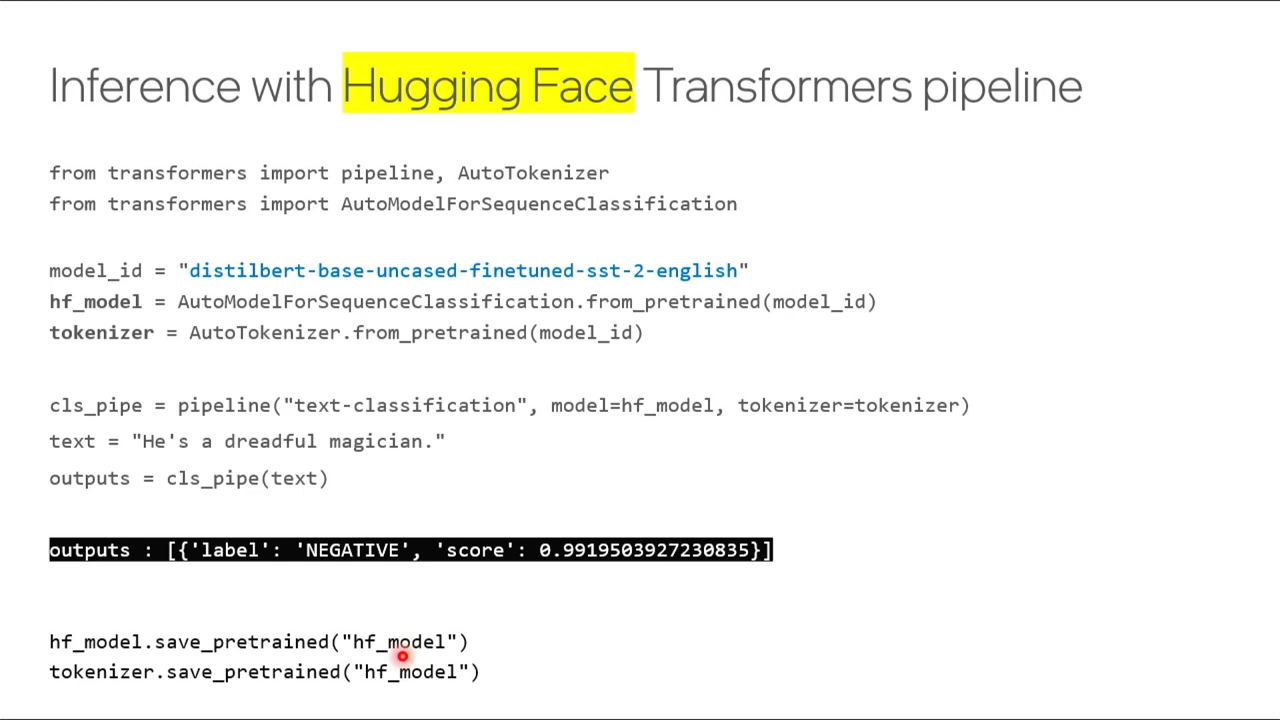 Inference with Hugging Face Transformers pipeline
from transformers import pipeline, AutoTokenizer
from transformers import AutoModelForSequenceClassification
model_id = "distilbert-base-uncased-finetuned-sst-2-english"
hf_model = AutoModelForSequenceClassification.from_pretrained(model_id)
tokenizer = AutoTokenizer.from_pretrained(model_id)
cls_pipe = pipeline("text-classification", model=hf_model, tokenizer=tokenizer)
text = "He's a dreadful magician."
outputs = cls_pipe(text)
outputs : [{'label': 'NEGATIVE', 'score': 0.9919503927230835}]
hf_model.save_pretrained("hf_model")
tokenizer.save_pretrained("hf_model")